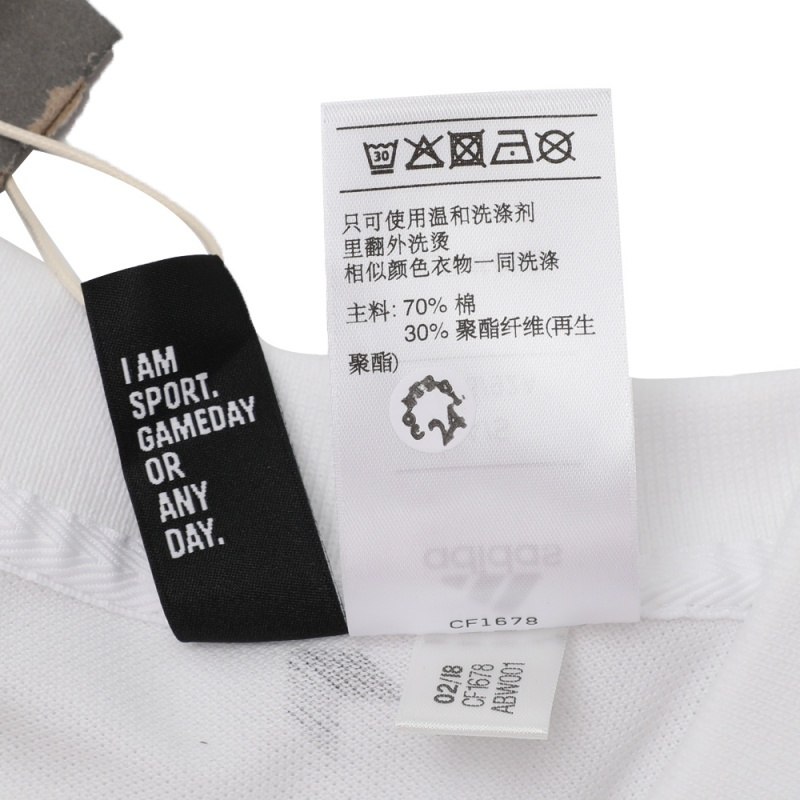 I AM
SPORT.
GAMEDAY
OR
ANY
DAY.
30
只可使用温和洗涤剂
里翻外洗烫
相似颜色衣物一同洗涤
主料: 70% 棉
30% 聚酯纤维(再生
聚酯)
adidas
CF1678
02/18
CF1678
ABW001